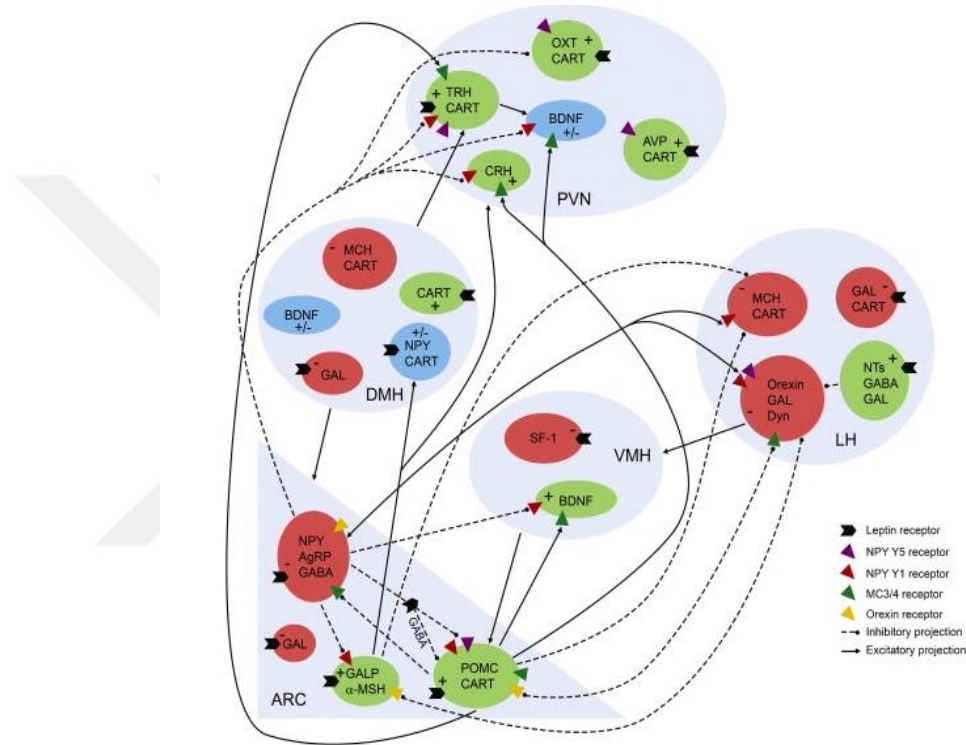 OXT +
CART
+
TRH
CART
BDNF
+/-
AVP +
CART
CRH
+
PVN
- MCH
CART
CART
+
BDNF
+/-
+/-
NPY
CART
- GAL
DMH
-
MCH
CART
GAL -
CART
NTs +
GABA
GAL
Orexin
GAL
- Dyn
LH
SF-1 -
VMH
+ BDNF
NPY
AgRP
- GABA
GABA
-
GAL
+ GALP
α-MSH
POMC
+ CART
ARC
Leptin receptor
NPY Y5 receptor
NPY Y1 receptor
MC3/4 receptor
Orexin receptor
Inhibitory projection
Excitatory projection